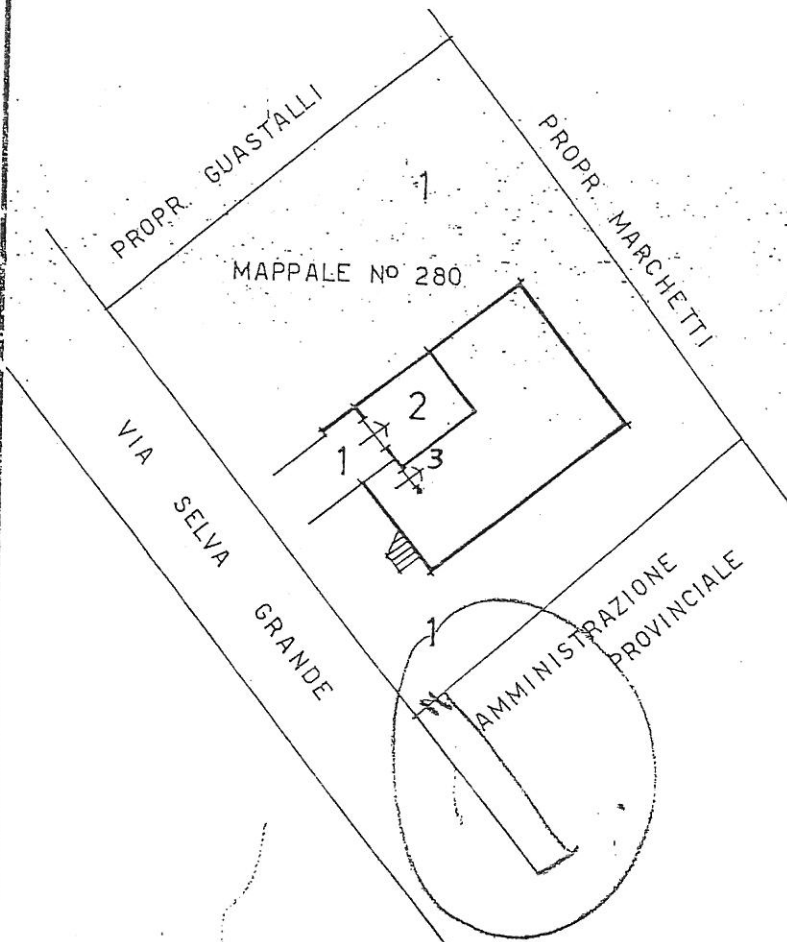 PROPR. GUASTALLI
PROPR. MARCHETTI
1
MAPPALE Nº 280
2
1
3
VIA SELVA GRANDE
1
AMMINISTRAZIONE
PROVINCIALE